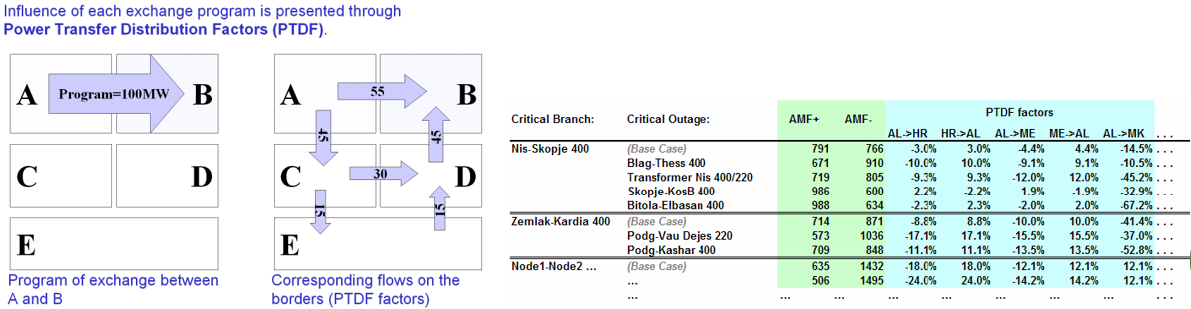 Influence of each exchange program is presented through
Power Transfer Distribution Factors (PTDF).
A Program=100MW B
C D
E
Program of exchange between
A and B
A 55 B
45 45
C 30 D
15 15
E
Corresponding flows on the
borders (PTDF factors)
PTDF factors
Critical Branch: Critical Outage: AMF+ AMF-
AL->HR HR->AL AL->ME ME->AL AL->MK ...
Nis-Skopje 400 (Base Case) 791 766 -3.0% 3.0% -4.4% 4.4% -14.5% ...
Blag-Thess 400 671 910 -10.0% 10.0% -9.1% 9.1% -10.5% ...
Transformer Nis 400/220 719 805 -9.3% 9.3% -12.0% 12.0% -45.2% ...
Skopje-KosB 400 986 600 2.2% -2.2% 1.9% -1.9% -32.9% ...
Bitola-Elbasan 400 988 634 -2.3% 2.3% -2.0% 2.0% -67.2% ...
Zemlak-Kardia 400 (Base Case) 714 871 -8.8% 8.8% -10.0% 10.0% -41.4% ...
Podg-Vau Dejes 220 573 1036 -17.1% 17.1% -15.5% 15.5% -37.0% ...
Podg-Kashar 400 709 848 -11.1% 11.1% -13.5% 13.5% -52.8% ...
Node1-Node2 ... (Base Case) 635 1432 -18.0% 18.0% -12.1% 12.1% 12.1% ...
... 506 1495 -24.0% 24.0% -14.2% 14.2% 12.1% ...
... ... ... ... ... ... ... ... ...